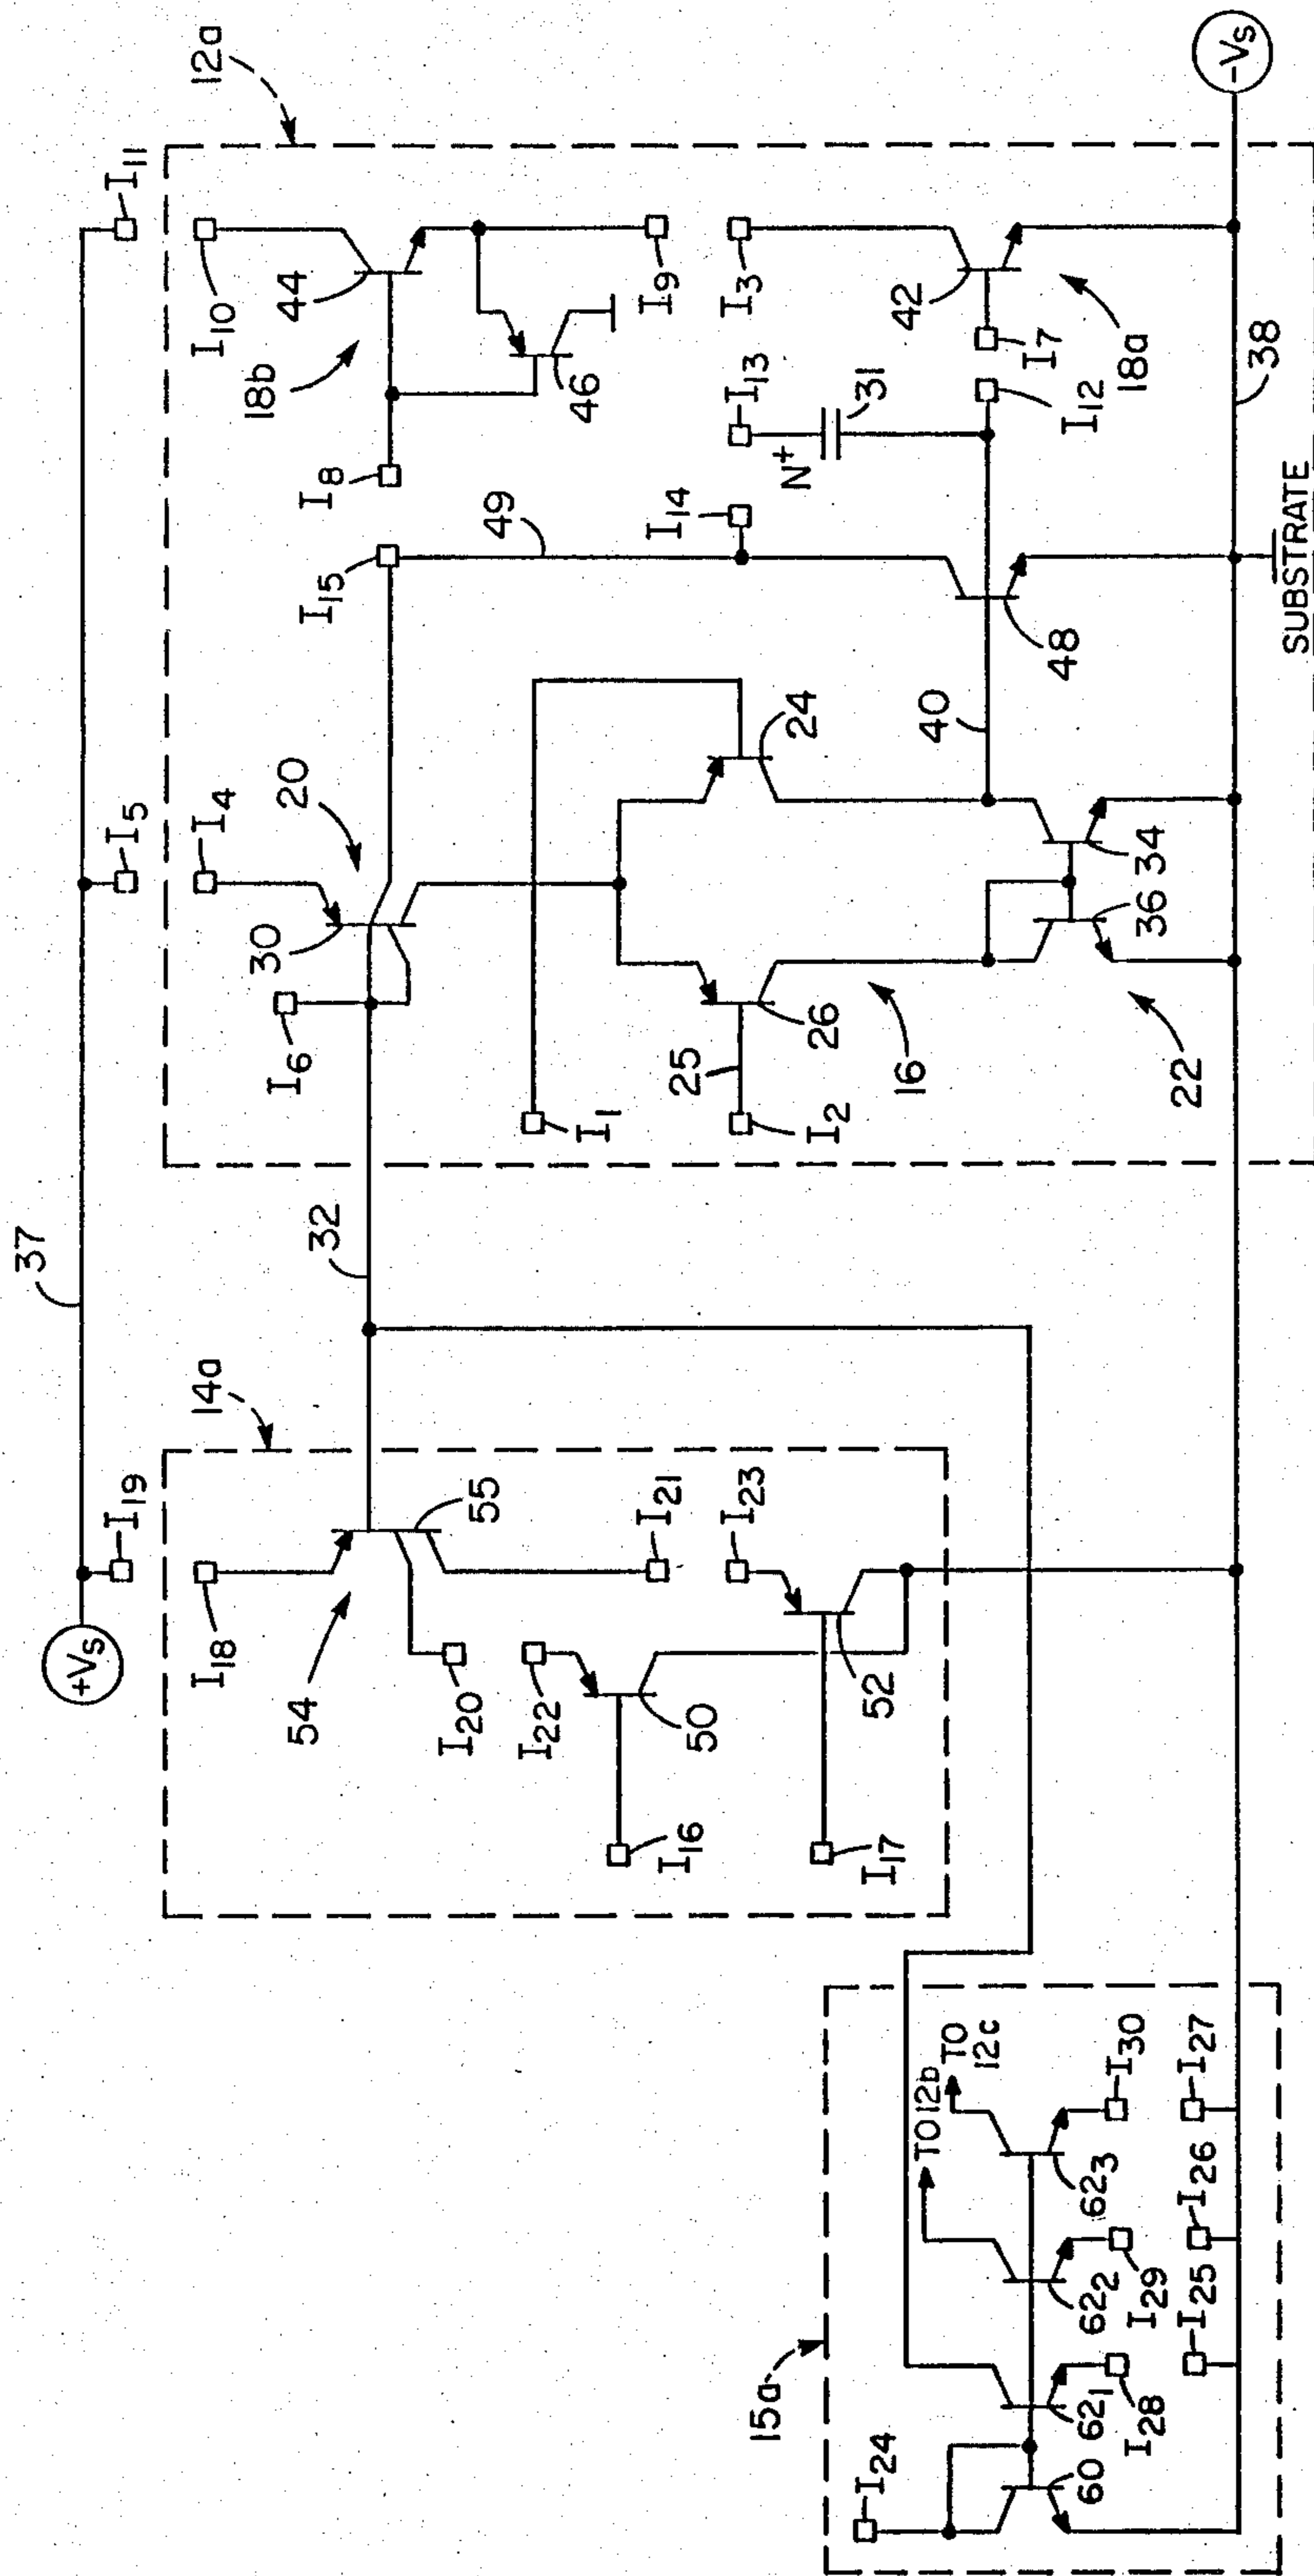 37
+Vs
I19
I5
I11
12a
14a
I18
54
55
I20
I21
I22
I23
50
52
I16
I17
32
I4
30
20
I6
I15
I8
I10
44
18b
46
I9
49
I14
I13
N+
31
I3
42
I7
I12
18a
I1
25
I2
26
24
16
40
48
36
34
22
38
-Vs
SUBSTRATE
15a
I24
TO 12b
TO
12c
60
621
622
623
I28
I29
I30
I25
I26
I27